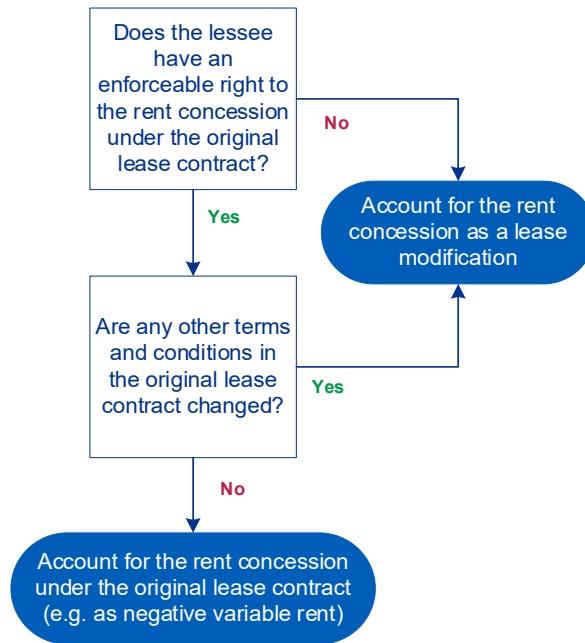 Does the lessee
have an
enforceable right to
the rent concession
under the original
lease contract?
No
Yes
Account for the rent
concession as a lease
modification
Are any other terms
and conditions in
the original lease
contract changed?
Yes
No
Account for the rent concession
under the original lease contract
(e.g. as negative variable rent)